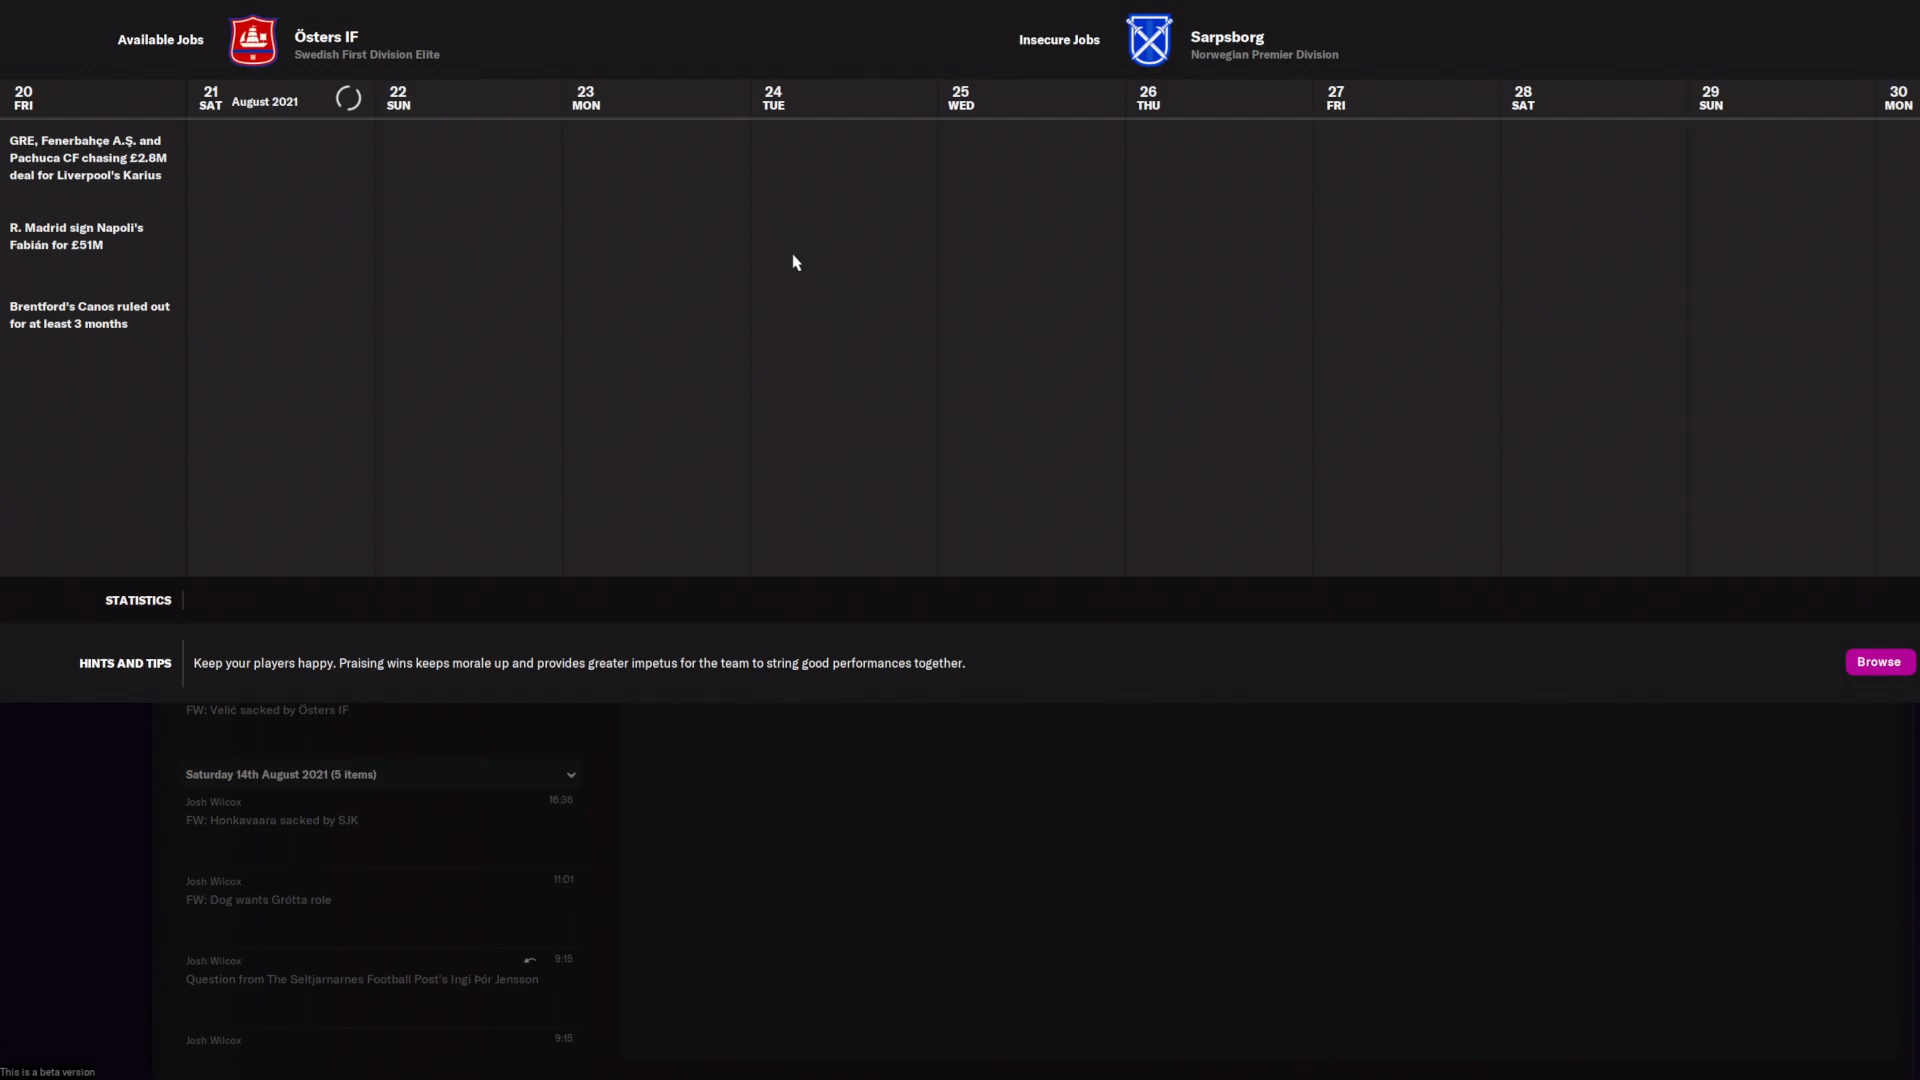 Available Jobs
Östers IF
Swedish First Division Elite
Insecure Jobs
Sarpsborg
Norwegian Premier Division
20
FRI
21
SAT
August 2021
22
SUN
23
MON
24
TUE
25
WED
26
THU
27
FRI
28
SAT
29
SUN
30
MON
GRE, Fenerbahçe A.Ş. and
Pachuca CF chasing £2.8M
deal for Liverpool's Karius
R. Madrid sign Napoli's
Fabián for £51M
Brentford's Canos ruled out
for at least 3 months
STATISTICS
HINTS AND TIPS
Keep your players happy. Praising wins keeps morale up and provides greater impetus for the team to string good performances together.
Browse
FW: Velić sacked by Östers IF
Saturday 14th August 2021 (5 items)
Josh Wilcox 16:36
FW: Honkavaara sacked by SJK
Josh Wilcox 11:01
FW: Dog wants Grótta role
Josh Wilcox 9:15
Question from The Seltjarnarnes Football Post's Ingi Þór Jensson
Josh Wilcox 9:15
This is a beta version